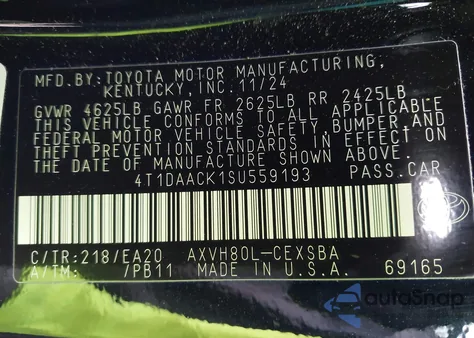 MFD.BY:TOYOTA MOTOR MANUFACTURING,
KENTUCKY, INC.11/24
GVWR 4625LB GAWR FR 2625LB RR 2425LB
THIS VEHICLE CONFORMS TO ALL APPLICABLE
FEDERAL MOTOR VEHICLE SAFETY, BUMPER AND
THEFT PREVENTION STANDARDS IN EFFECT ON
THE DATE OF MANUFACTURE SHOWN ABOVE.
4T1DAACK1SU559193 PASS.CAR
C/TR:218/EA20 AXVH80L-CEXSBA
A/TM: /PB11 MADE IN U.S.A. 69165
autoSnap